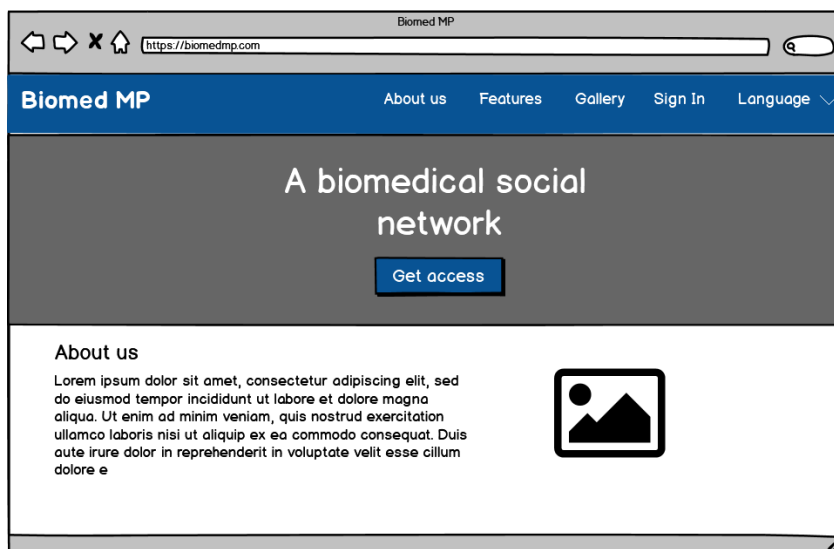 Biomed MP
https://biomedmp.com
Biomed MP
About us
Features
Gallery
Sign In
Language
A biomedical social
network
Get access
About us
Lorem ipsum dolor sit amet, consectetur adipiscing elit, sed
do eiusmod tempor incididunt ut labore et dolore magna
aliqua. Ut enim ad minim veniam, quis nostrud exercitation
ullamco laboris nisi ut aliquip ex ea commodo consequat. Duis
aute irure dolor in reprehenderit in voluptate velit esse cillum
dolore e